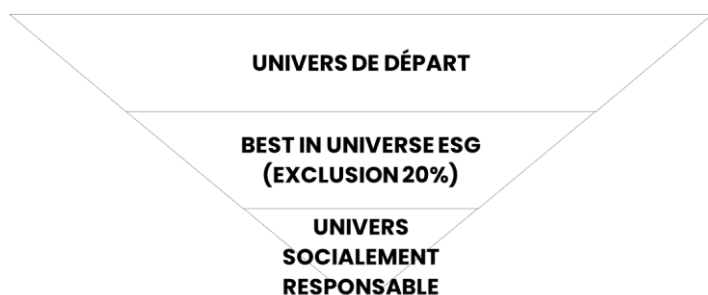 UNIVERS DE DÉPART
BEST IN UNIVERSE ESG
(EXCLUSION 20%)
UNIVERS
SOCIALEMENT
RESPONSABLE